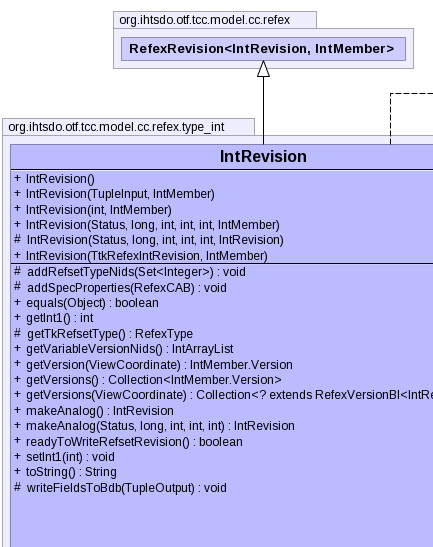 org.ihtsdo.otf.tcc.model.cc.refex
RefexRevision<IntRevision, IntMember>
org.ihtsdo.otf.tcc.model.cc.refex.type_int
IntRevision
+ IntRevision()
+ IntRevision(TupleInput, IntMember)
+ IntRevision(int, IntMember)
+ IntRevision(Status, long, int, int, int, IntMember)
# IntRevision(Status, long, int, int, int, IntRevision)
+ IntRevision(TtkRefexIntRevision, IntMember)
# addRefsetTypeNids(Set<Integer>) : void
# addSpecProperties(RefexCAB) : void
+ equals(Object) : boolean
+ getInt1() : int
# getTkRefsetType() : RefexType
+ getVariableVersionNids() : IntArrayList
+ getVersion(ViewCoordinate) : IntMember.Version
+ getVersions() : Collection<IntMember.Version>
+ getVersions(ViewCoordinate) : Collection<? extends RefexVersionBI<IntRe
+ makeAnalog() : IntRevision
+ makeAnalog(Status, long, int, int, int) : IntRevision
+ readyToWriteRefsetRevision() : boolean
+ setInt1(int) : void
+ toString() : String
# writeFieldsToBdb(TupleOutput) : void